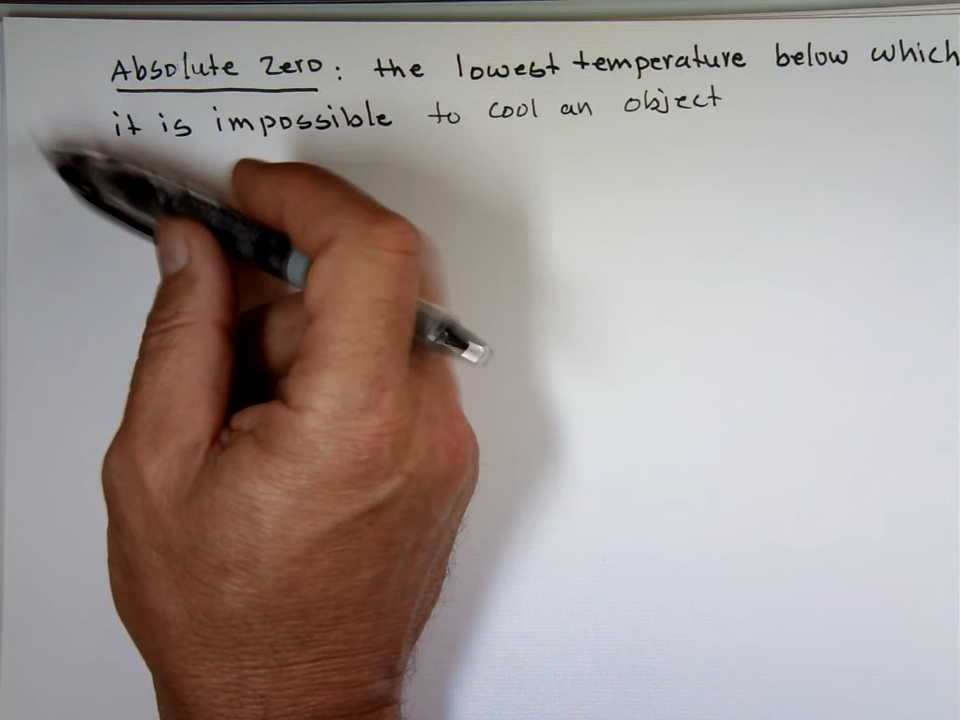 Absolute Zero: the lowest temperature below which
it is impossible to cool an object